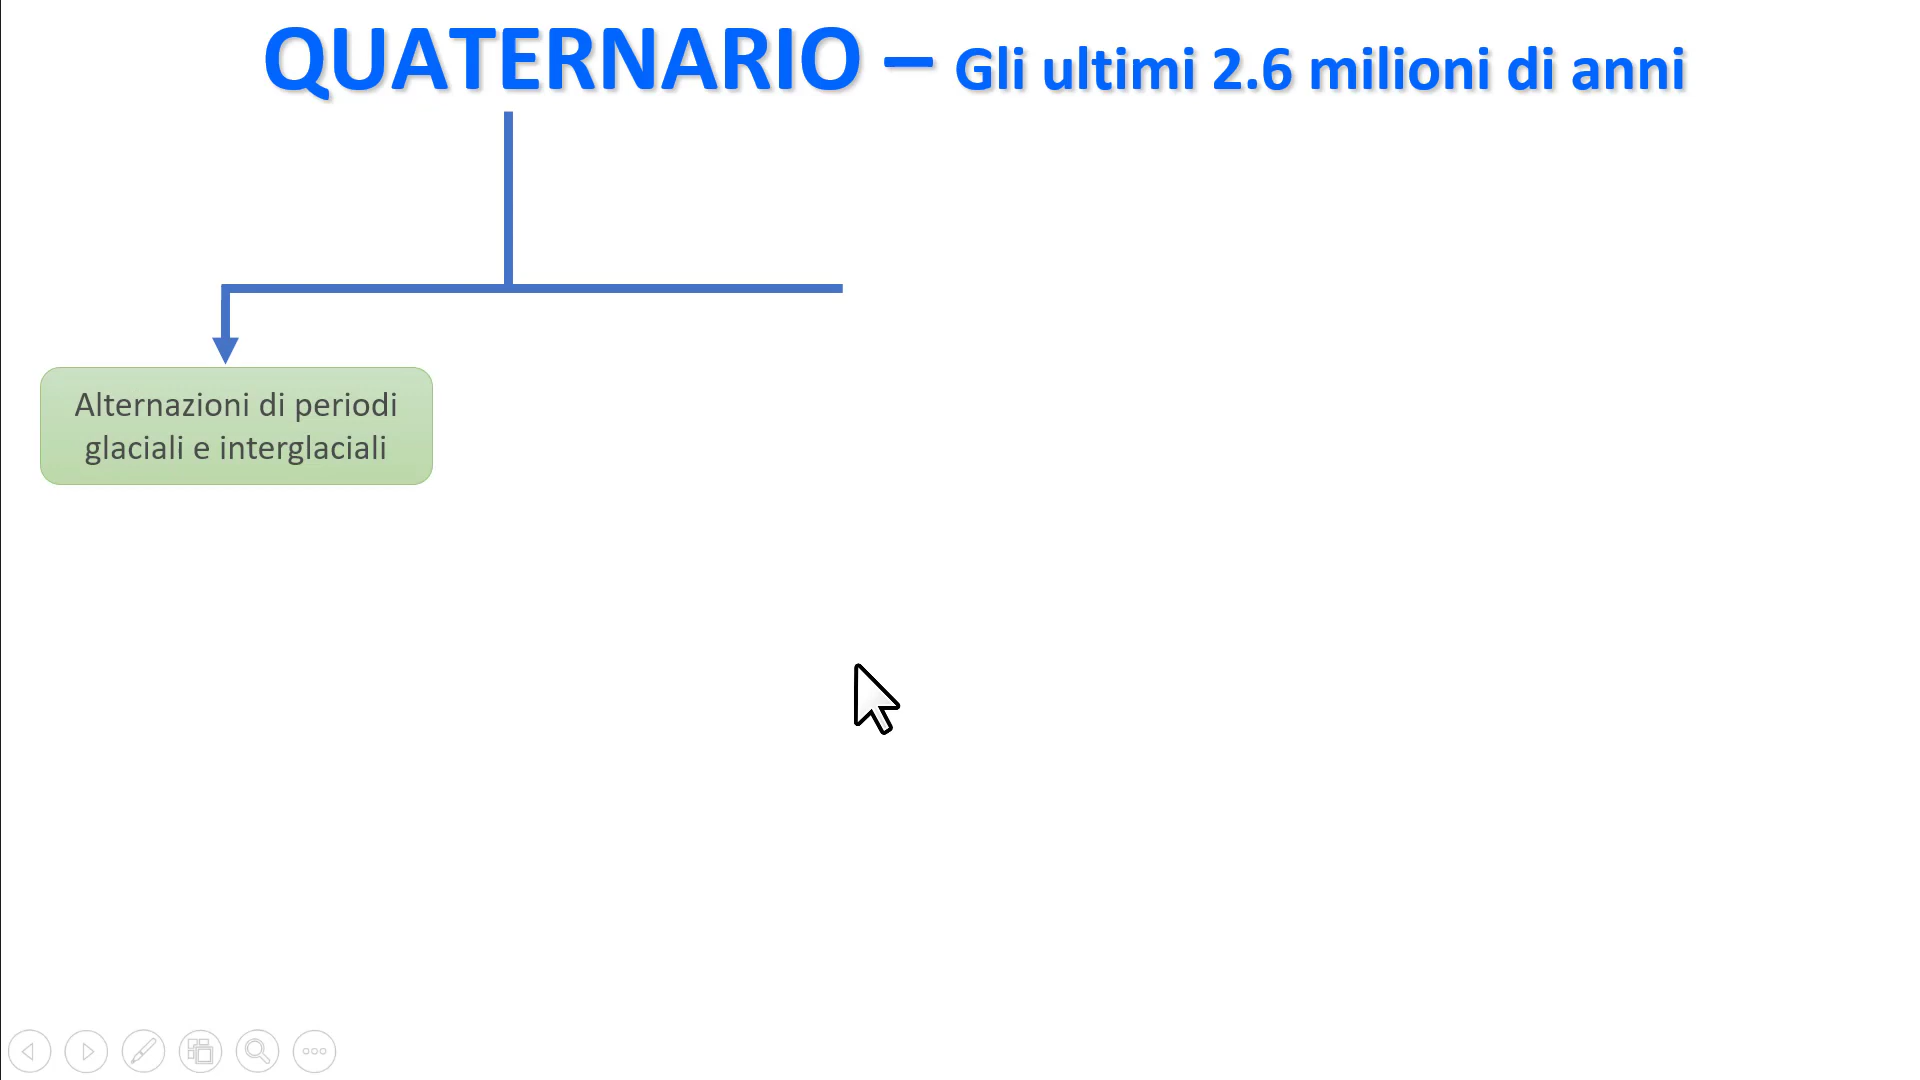 QUATERNARIO – Gli ultimi 2.6 milioni di anni
Alternazioni di periodi
glaciali e interglaciali